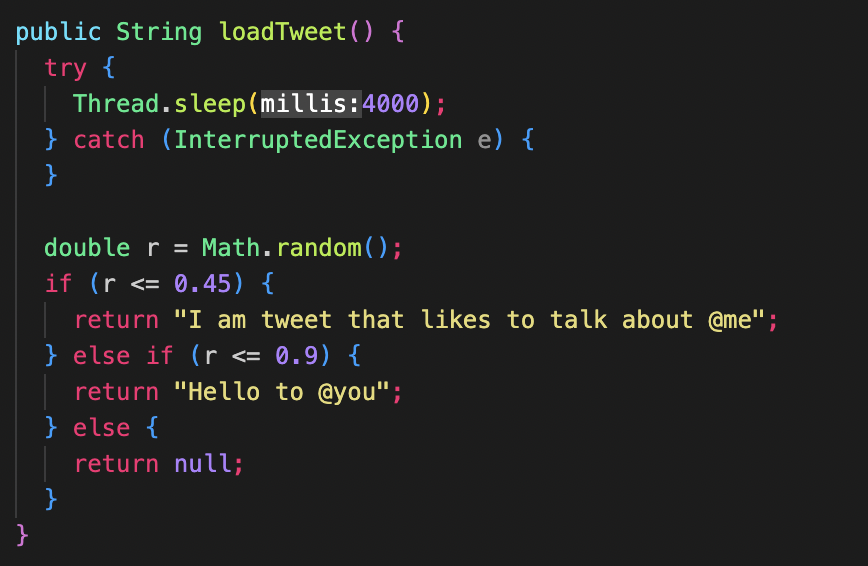 public String loadTweet() {
  try {
    Thread.sleep(millis:4000);
  } catch (InterruptedException e) {
  }

  double r = Math.random();
  if (r <= 0.45) {
    return "I am tweet that likes to talk about @me";
  } else if (r <= 0.9) {
    return "Hello to @you";
  } else {
    return null;
  }
}